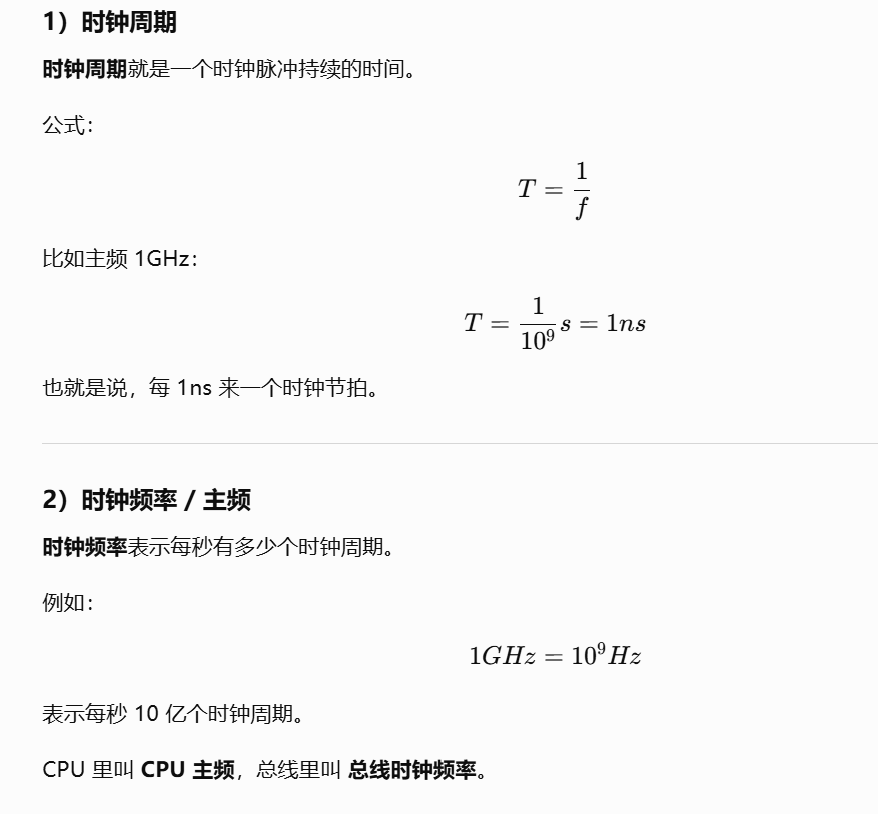 1）时钟周期
时钟周期就是一个时钟脉冲持续的时间。
公式：
T = 1/f
比如主频 1GHz：
T = 1/10⁹ s = 1ns
也就是说，每 1ns 来一个时钟节拍。
2）时钟频率 / 主频
时钟频率表示每秒有多少个时钟周期。
例如：
1GHz = 10⁹Hz
表示每秒 10 亿个时钟周期。
CPU 里叫 CPU 主频，总线里叫 总线时钟频率。